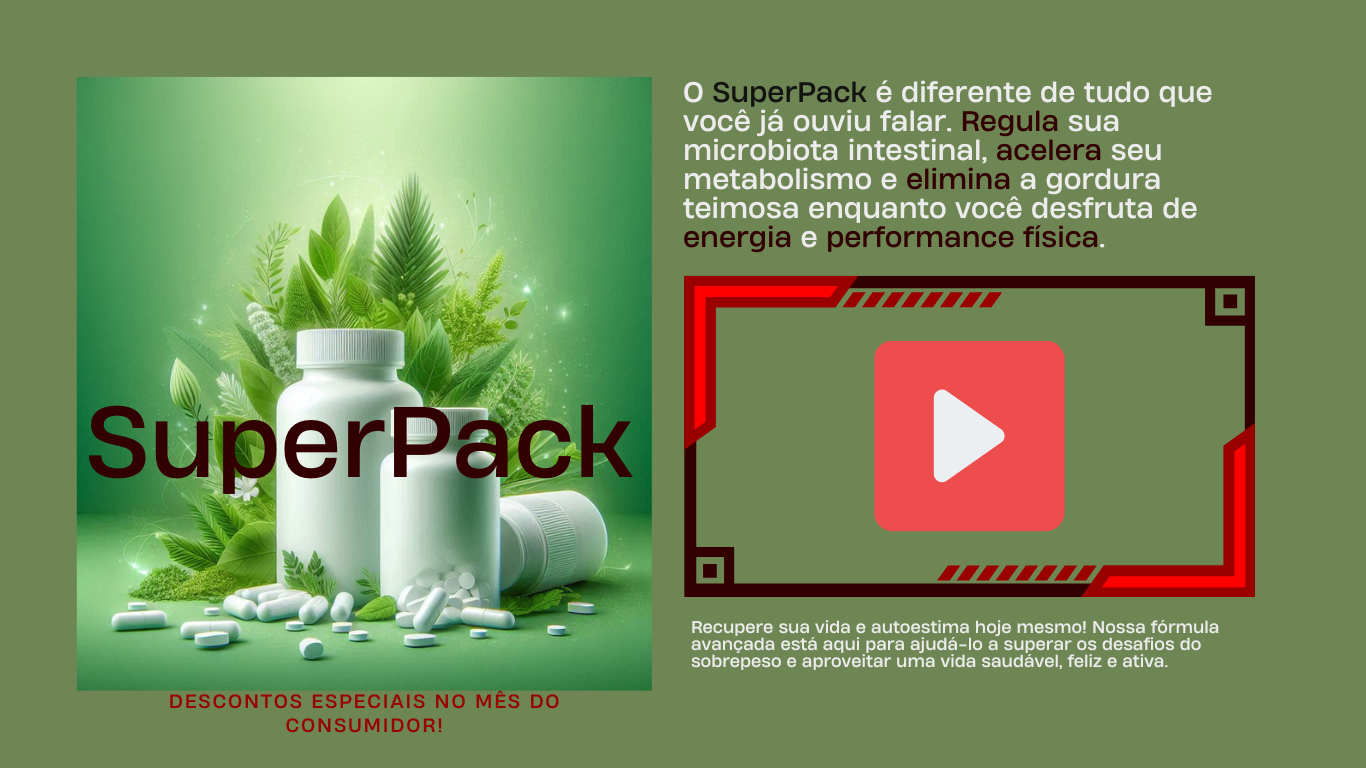 SuperPack
DESCONTOS ESPECIAIS NO MÊS DO
CONSUMIDOR!
O SuperPack é diferente de tudo que
você já ouviu falar. Regula sua
microbiota intestinal, acelera seu
metabolismo e elimina a gordura
teimosa enquanto você desfruta de
energia e performance física.
Recupere sua vida e autoestima hoje mesmo! Nossa fórmula
avançada está aqui para ajudá-lo a superar os desafios do
sobrepeso e aproveitar uma vida saudável, feliz e ativa.